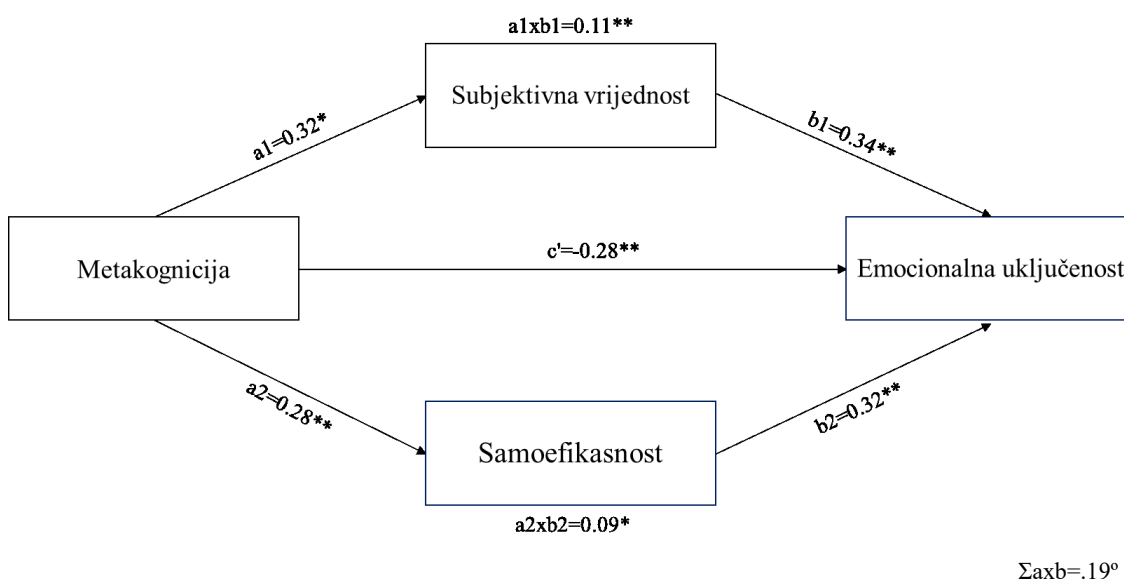 a1xb1=0.11**
Subjektivna vrijednost
a1=0.32*
b1=0.34**
Metakognicija
c'=-0.28**
Emocionalna uključenost
a2=0.28**
b2=0.32**
Samoefikasnost
a2xb2=0.09*
Σaxb=.19º